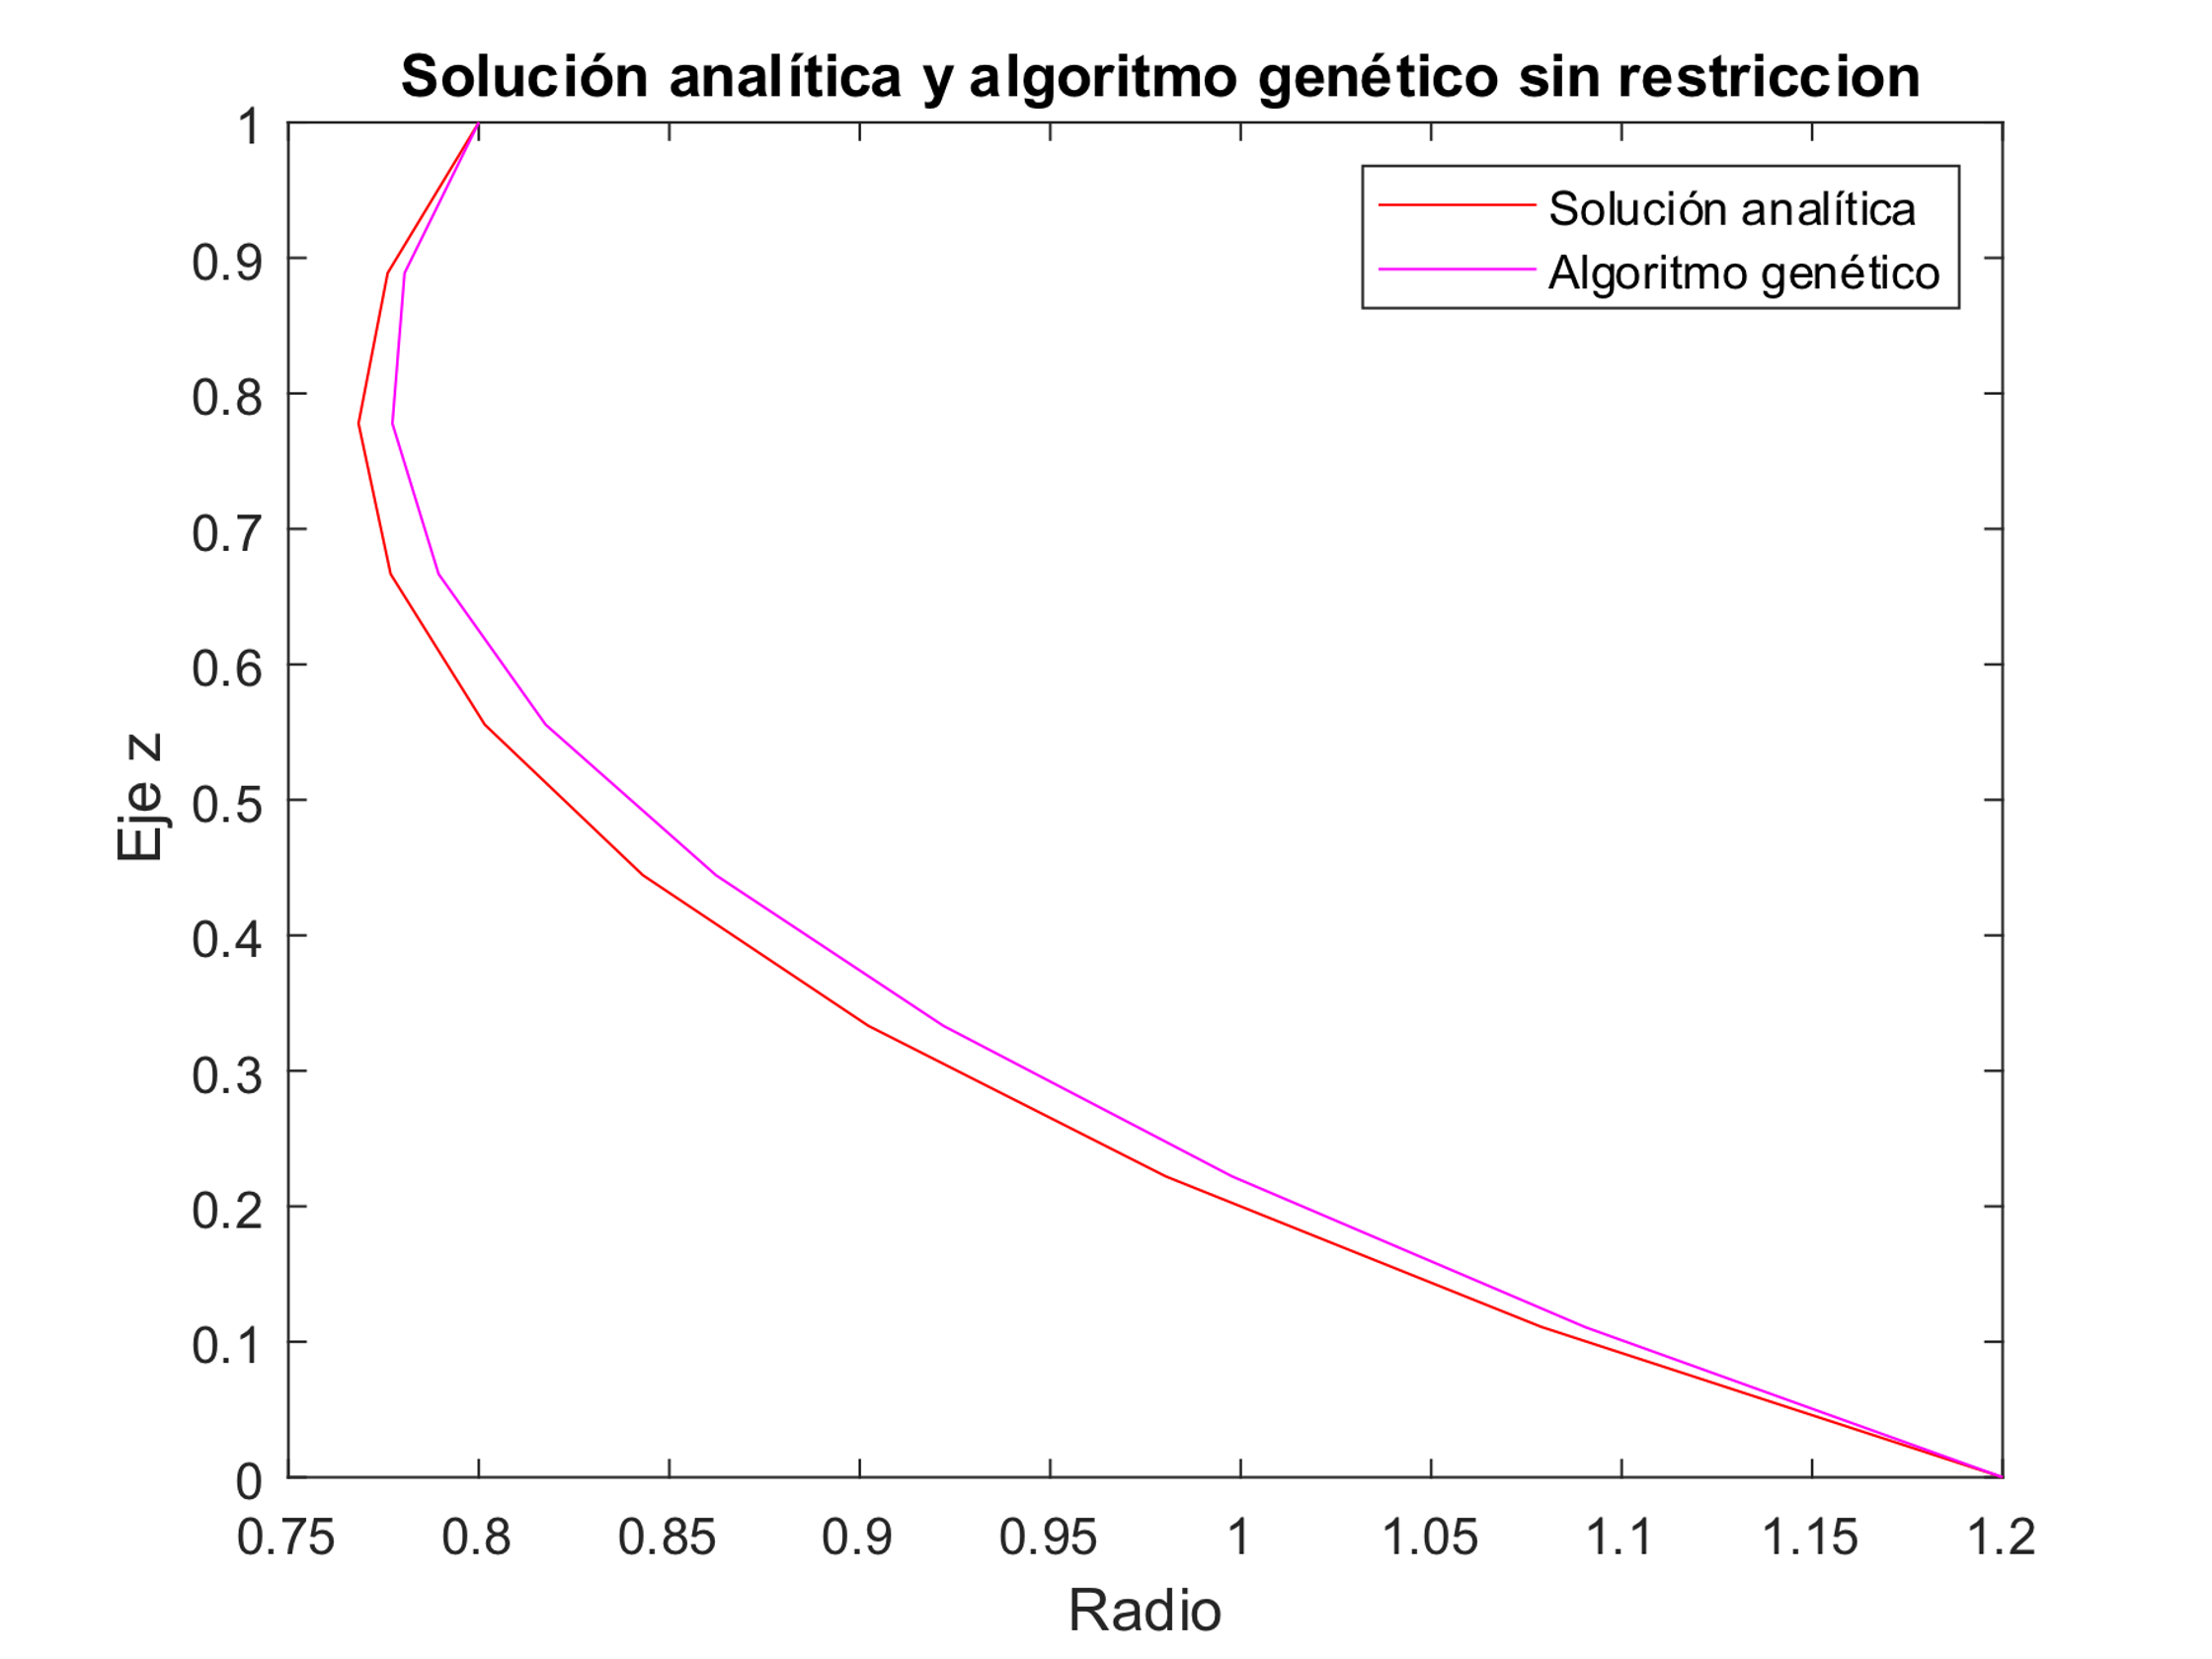 Solución analítica y algoritmo genético sin restriccion
Solución analítica
Algoritmo genético
1
0.9
0.8
0.7
0.6
0.5
0.4
0.3
0.2
0.1
0
Eje z
0.75 0.8 0.85 0.9 0.95 1 1.05 1.1 1.15 1.2
Radio